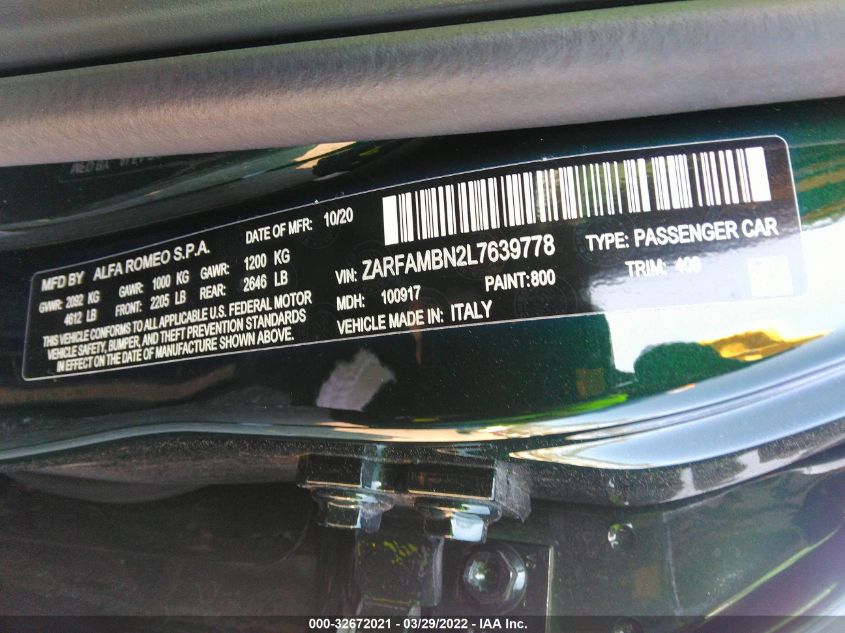 MFD BY ALFA ROMEO S.P.A. DATE OF MFR: 10/20
GVWR: 2092 KG GAWR: 1000 KG GAWR: 1200 KG
4612 LB FRONT: 2205 LB REAR: 2646 LB
THIS VEHICLE CONFORMS TO ALL APPLICABLE U.S. FEDERAL MOTOR
VEHICLE SAFETY, BUMPER, AND THEFT PREVENTION STANDARDS
IN EFFECT ON THE DATE OF MANUFACTURE SHOWN ABOVE.
VIN: ZARFAMBN2L7639778 TYPE: PASSENGER CAR
MDH: 100917 PAINT:800 TRIM:
VEHICLE MADE IN: ITALY
000-32672021 - 03/29/2022 - IAA Inc.